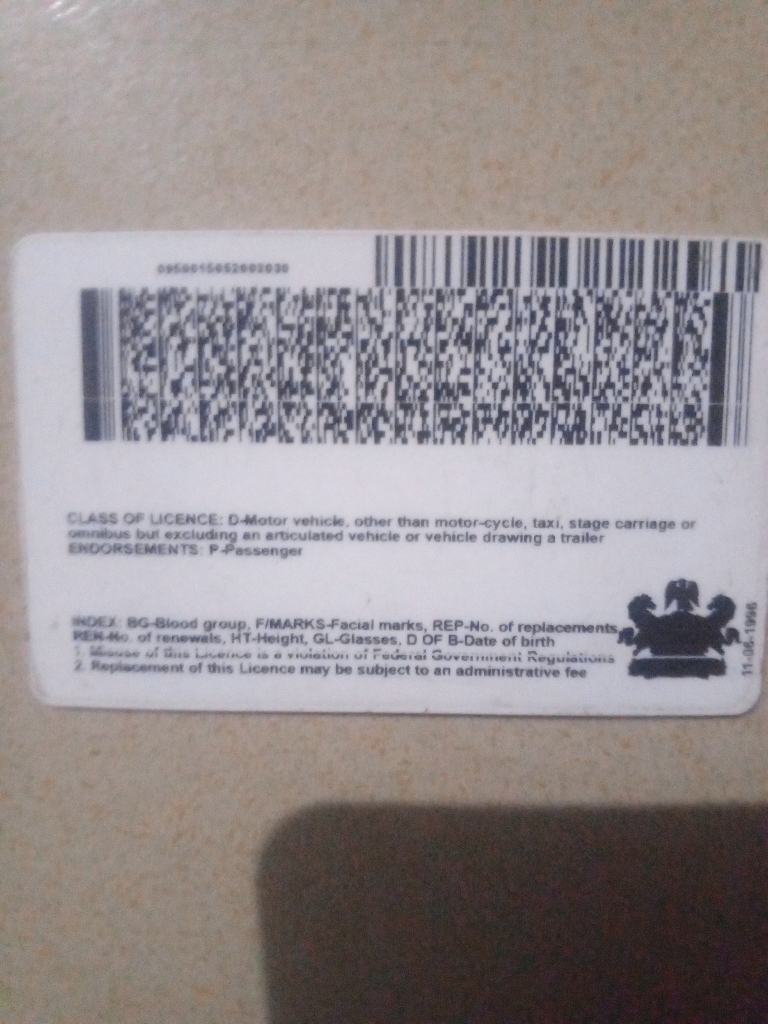 0950015052602030
CLASS OF LICENCE: D-Motor vehicle, other than motor-cycle, taxi, stage carriage or
omnibus but excluding an articulated vehicle or vehicle drawing a trailer
ENDORSEMENTS: P-Passenger
INDEX: BG-Blood group, F/MARKS-Facial marks, REP-No. of replacements,
REN-No. of renewals, HT-Height, GL-Glasses, D OF B-Date of birth
1. Misuse of this Licence is a violation of Federal Government Regulations
2. Replacement of this Licence may be subject to an administrative fee
11-06-1996